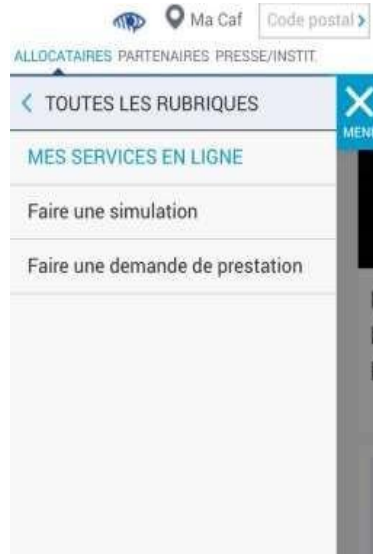 Ma Caf Code postal >
ALLOCATAIRES PARTENAIRES PRESSE/INSTIT.
< TOUTES LES RUBRIQUES
MENU
MES SERVICES EN LIGNE
Faire une simulation
Faire une demande de prestation